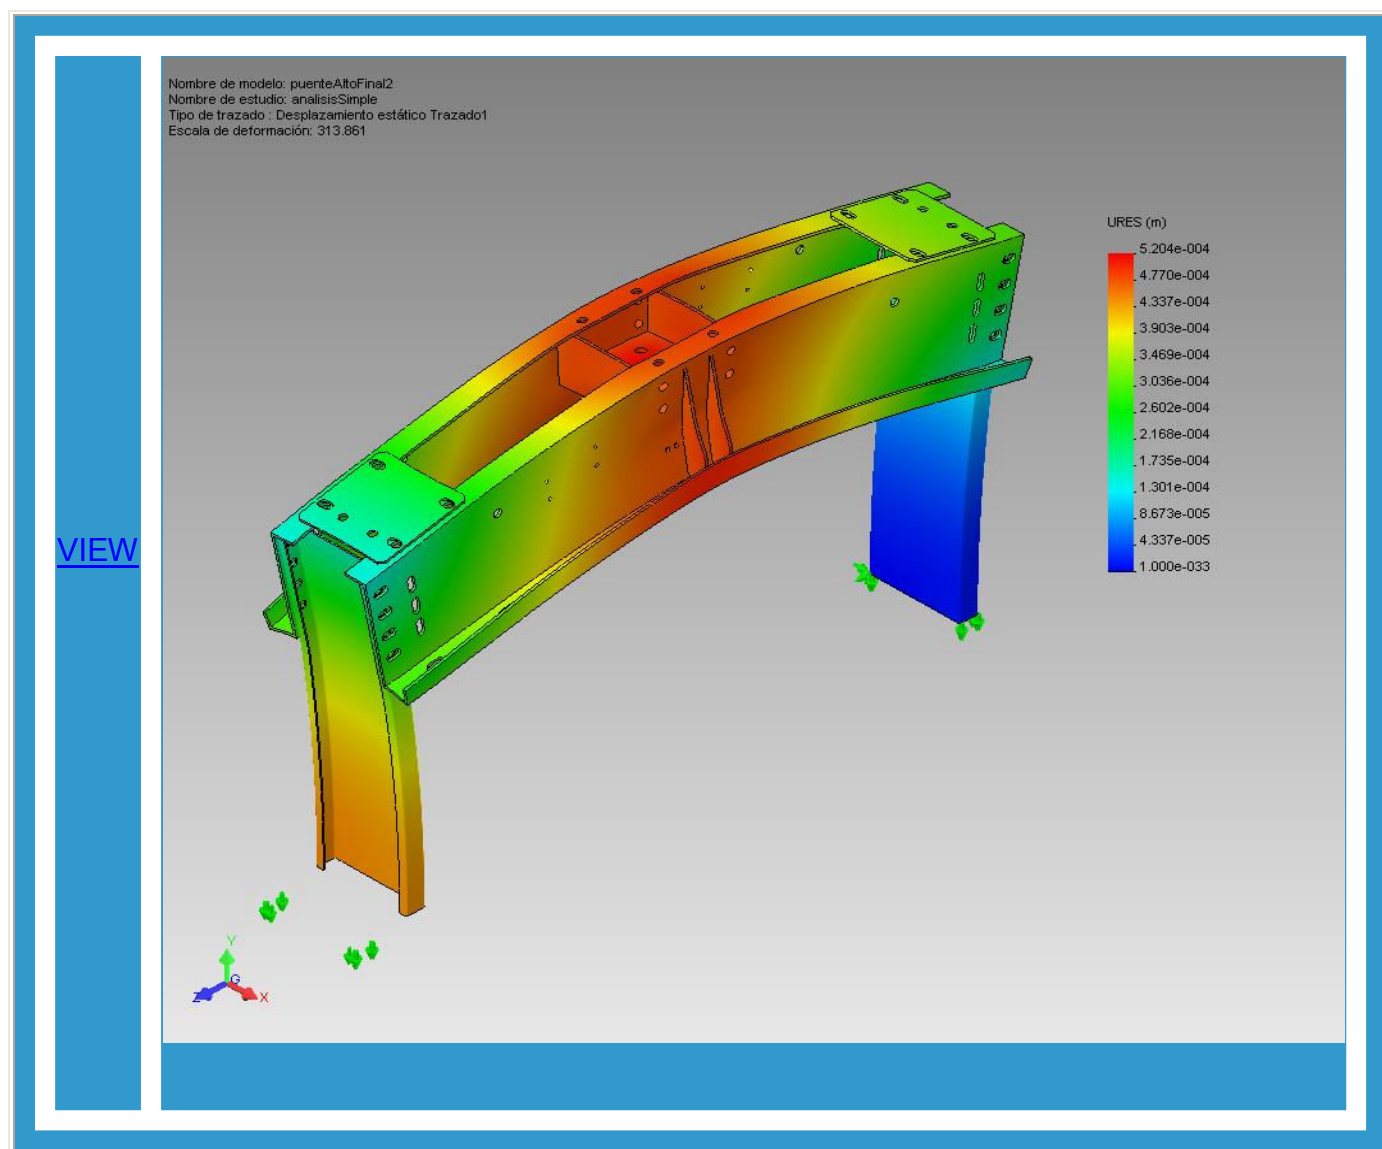 Nombre de modelo: puenteAltoFinal2
Nombre de estudio: analisisSimple
Tipo de trazado : Desplazamiento estático Trazado1
Escala de deformación: 313.861
URES (m)
5.204e-004
4.770e-004
4.337e-004
3.903e-004
3.469e-004
3.036e-004
2.602e-004
2.168e-004
1.735e-004
1.301e-004
8.673e-005
4.337e-005
1.000e-033
VIEW
Y
G
Z
X